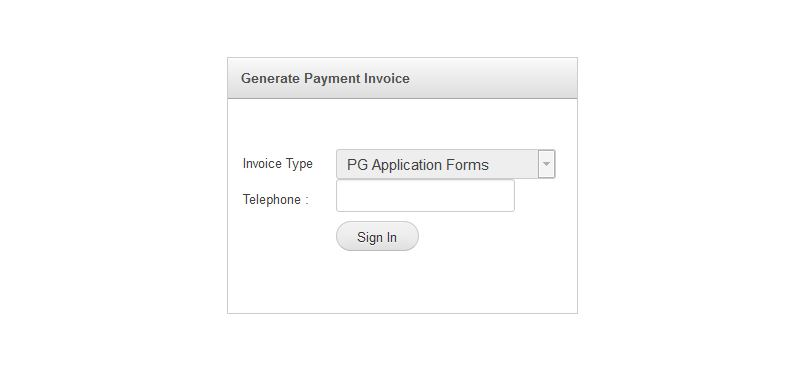 Generate Payment Invoice
Invoice Type
PG Application Forms
Telephone :
Sign In